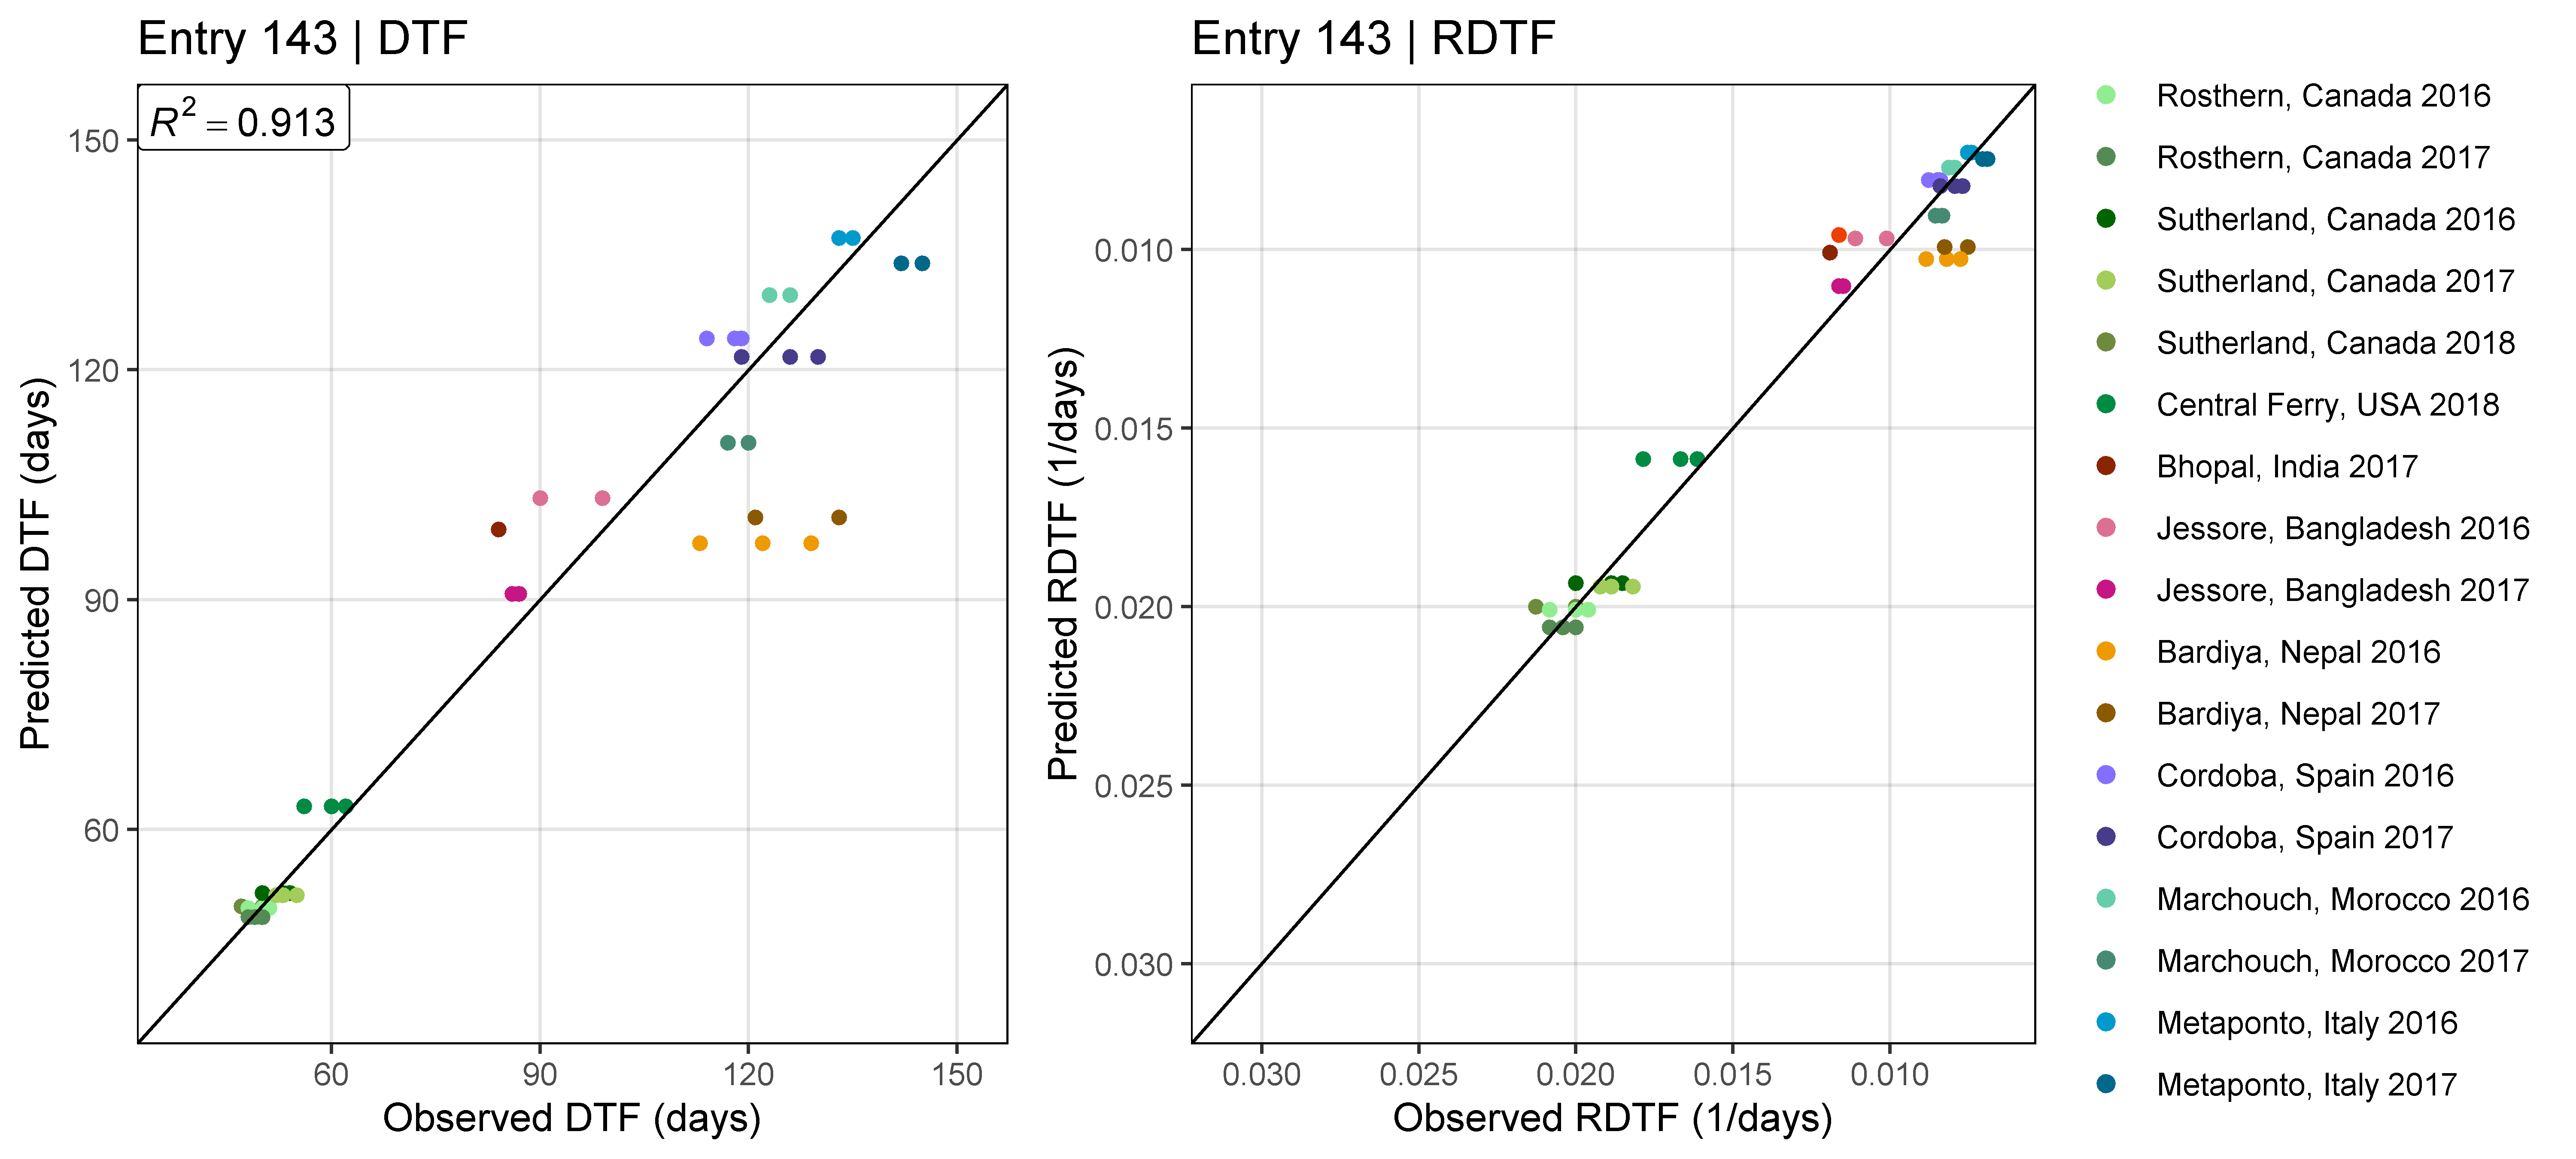 Entry 143 | DTF
R² = 0.913
150
120
90
60
60 90 120 150
Observed DTF (days)
Predicted DTF (days)
Entry 143 | RDTF
0.010
0.015
0.020
0.025
0.030
0.030 0.025 0.020 0.015 0.010
Observed RDTF (1/days)
Predicted RDTF (1/days)
Rosthern, Canada 2016
Rosthern, Canada 2017
Sutherland, Canada 2016
Sutherland, Canada 2017
Sutherland, Canada 2018
Central Ferry, USA 2018
Bhopal, India 2017
Jessore, Bangladesh 2016
Jessore, Bangladesh 2017
Bardiya, Nepal 2016
Bardiya, Nepal 2017
Cordoba, Spain 2016
Cordoba, Spain 2017
Marchouch, Morocco 2016
Marchouch, Morocco 2017
Metaponto, Italy 2016
Metaponto, Italy 2017